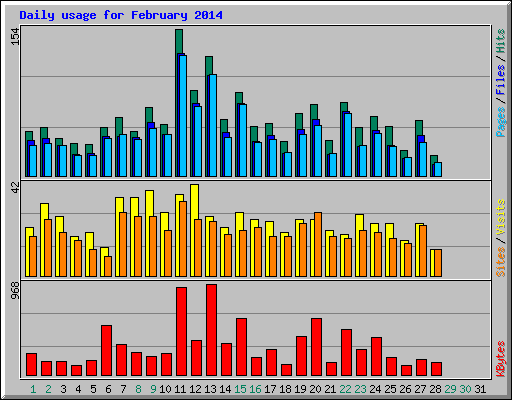 Daily usage for February 2014
154
Pages / Files / Hits
42
Sites / Visits
968
KBytes
1 2 3 4 5 6 7 8 9 10 11 12 13 14 15 16 17 18 19 20 21 22 23 24 25 26 27 28 29 30 31